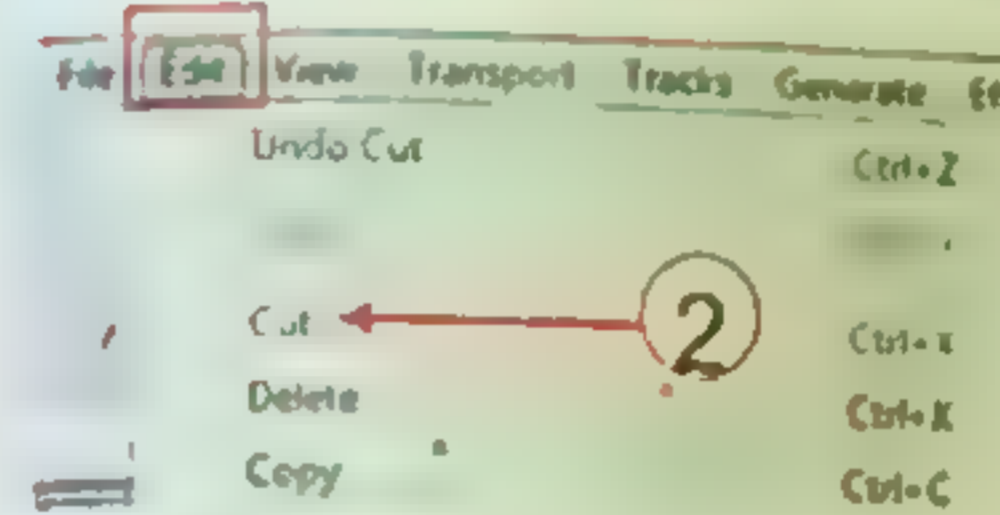 File Edit View Transport Tracks Generate
Undo Cut Ctrl+Z
Cut 2 Ctrl+X
Delete Ctrl+K
Copy Ctrl+C